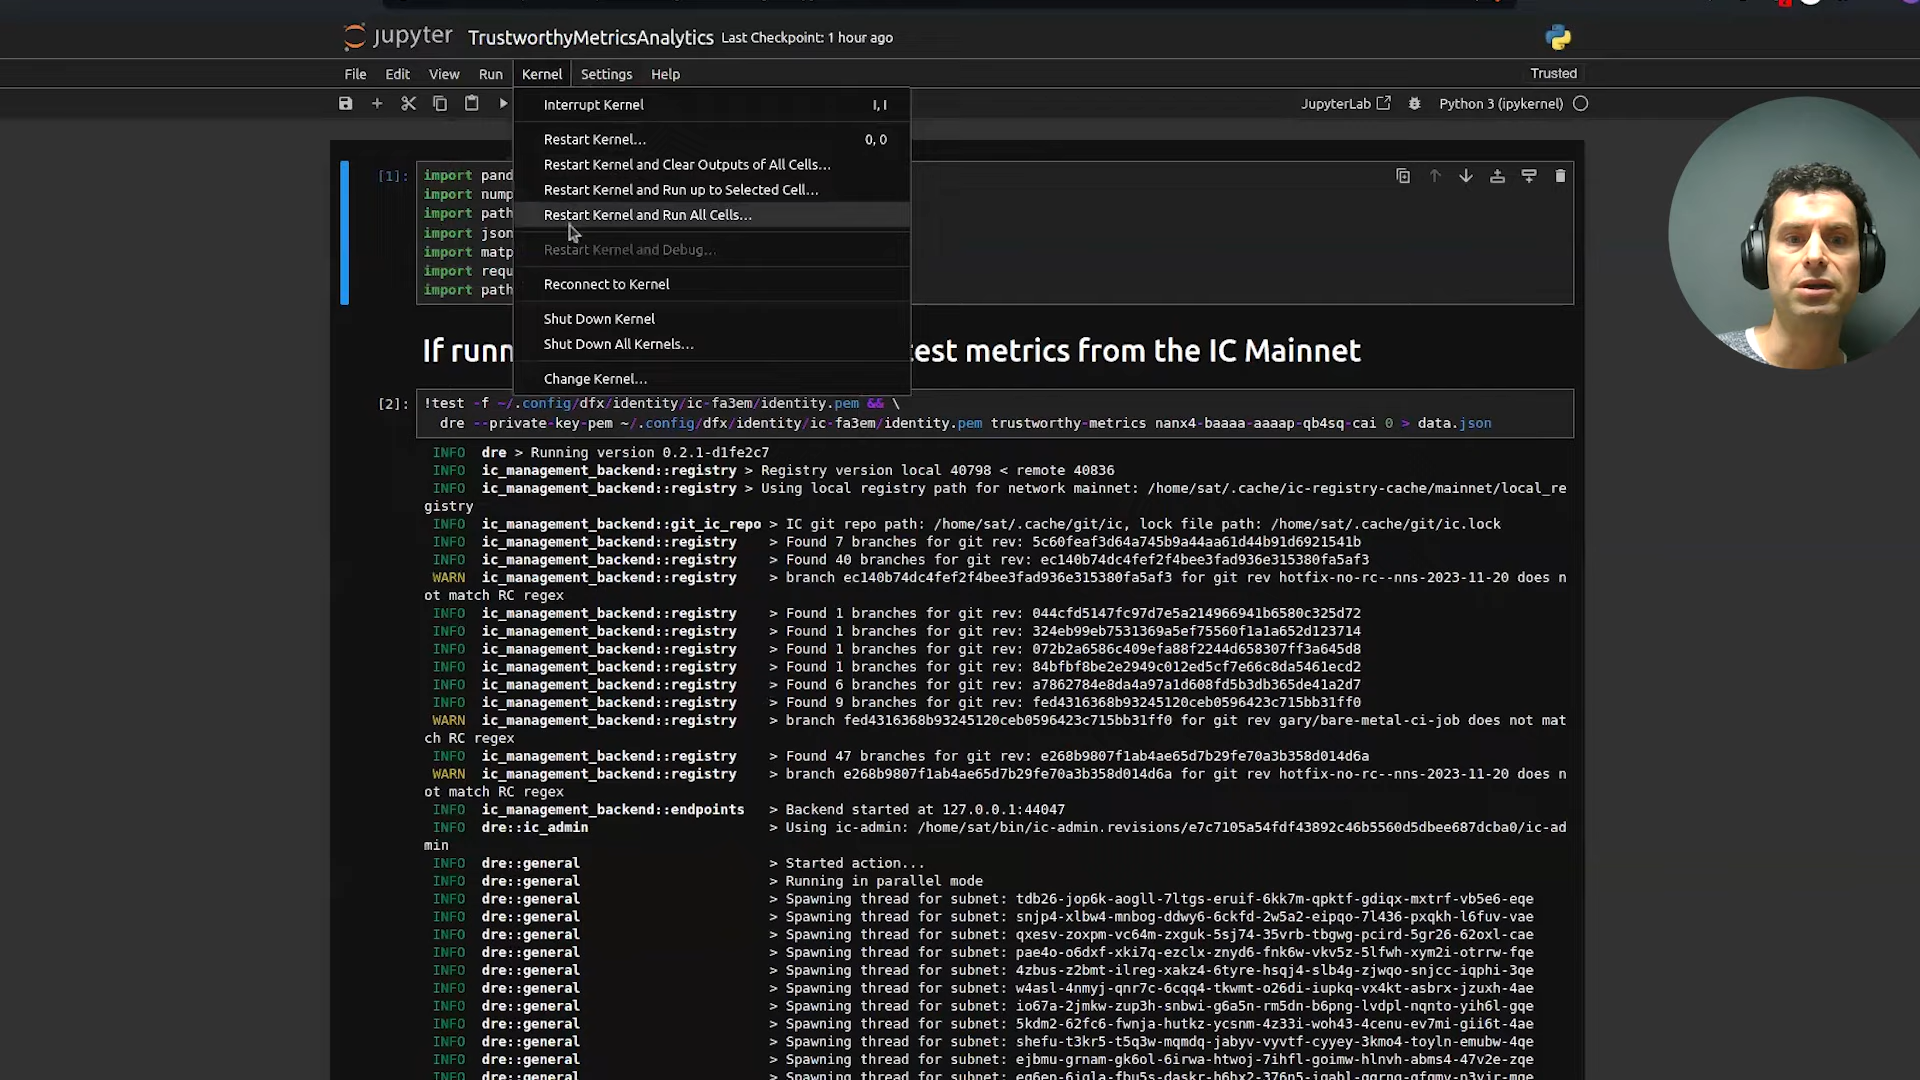 jupyter TrustworthyMetricsAnalytics Last Checkpoint: 1 hour ago
File Edit View Run Kernel Settings Help Trusted
JupyterLab Python 3 (ipykernel)
Interrupt Kernel I, I
Restart Kernel… 0, 0
Restart Kernel and Clear Outputs of All Cells…
Restart Kernel and Run up to Selected Cell…
Restart Kernel and Run All Cells…
Restart Kernel and Debug…
Reconnect to Kernel
Shut Down Kernel
Shut Down All Kernels…
Change Kernel…
[1]: import pand
import nump
import path
import json
import matp
import requ
import path
If runn test metrics from the IC Mainnet
[2]: !test -f ~/.config/dfx/identity/ic-fa3em/identity.pem && \
dre --private-key-pem ~/.config/dfx/identity/ic-fa3em/identity.pem trustworthy-metrics nanx4-baaaa-aaaap-qb4sq-cai 0 > data.json
INFO dre > Running version 0.2.1-d1fe2c7
INFO ic_management_backend::registry > Registry version local 40798 < remote 40836
INFO ic_management_backend::registry > Using local registry path for network mainnet: /home/sat/.cache/ic-registry-cache/mainnet/local_re
gistry
INFO ic_management_backend::git_ic_repo > IC git repo path: /home/sat/.cache/git/ic, lock file path: /home/sat/.cache/git/ic.lock
INFO ic_management_backend::registry > Found 7 branches for git rev: 5c60feaf3d64a745b9a44aa61d44b91d6921541b
INFO ic_management_backend::registry > Found 40 branches for git rev: ec140b74dc4fef2f4bee3fad936e315380fa5af3
WARN ic_management_backend::registry > branch ec140b74dc4fef2f4bee3fad936e315380fa5af3 for git rev hotfix-no-rc--nns-2023-11-20 does n
ot match RC regex
INFO ic_management_backend::registry > Found 1 branches for git rev: 044cfd5147fc97d7e5a214966941b6580c325d72
INFO ic_management_backend::registry > Found 1 branches for git rev: 324eb99eb7531369a5ef75560f1a1a652d123714
INFO ic_management_backend::registry > Found 1 branches for git rev: 072b2a6586c409efa88f2244d658307ff3a645d8
INFO ic_management_backend::registry > Found 1 branches for git rev: 84bfbf8be2e2949c012ed5cf7e66c8da5461ecd2
INFO ic_management_backend::registry > Found 6 branches for git rev: a7862784e8da4a97a1d608fd5b3db365de41a2d7
INFO ic_management_backend::registry > Found 9 branches for git rev: fed4316368b93245120ceb0596423c715bb31ff0
WARN ic_management_backend::registry > branch fed4316368b93245120ceb0596423c715bb31ff0 for git rev gary/bare-metal-ci-job does not mat
ch RC regex
INFO ic_management_backend::registry > Found 47 branches for git rev: e268b9807f1ab4ae65d7b29fe70a3b358d014d6a
WARN ic_management_backend::registry > branch e268b9807f1ab4ae65d7b29fe70a3b358d014d6a for git rev hotfix-no-rc--nns-2023-11-20 does n
ot match RC regex
INFO ic_management_backend::endpoints > Backend started at 127.0.0.1:44047
INFO dre::ic_admin > Using ic-admin: /home/sat/bin/ic-admin.revisions/e7c7105a54fdf43892c46b5560d5dbee687dcba0/ic-ad
min
INFO dre::general > Started action...
INFO dre::general > Running in parallel mode
INFO dre::general > Spawning thread for subnet: tdb26-jop6k-aogll-7ltgs-eruif-6kk7m-qpktf-gdiqx-mxtrf-vb5e6-eqe
INFO dre::general > Spawning thread for subnet: snjp4-xlbw4-mnbog-ddwy6-6ckfd-2w5a2-eipqo-7l436-pxqkh-l6fuv-vae
INFO dre::general > Spawning thread for subnet: qxesv-zoxpm-vc64m-zxguk-5sj74-35vrb-tbgwg-pcird-5gr26-62oxl-cae
INFO dre::general > Spawning thread for subnet: pae4o-o6dxf-xki7q-ezclx-znyd6-fnk6w-vkv5z-5lfwh-xym2i-otrrw-fqe
INFO dre::general > Spawning thread for subnet: 4zbus-z2bmt-ilreg-xakz4-6tyre-hsqj4-slb4g-zjwqo-snjcc-iqphi-3qe
INFO dre::general > Spawning thread for subnet: w4asl-4nmyj-qnr7c-6cqq4-tkwmt-o26di-iupkq-vx4kt-asbrx-jzuxh-4ae
INFO dre::general > Spawning thread for subnet: io67a-2jmkw-zup3h-snbwi-g6a5n-rm5dn-b6png-lvdpl-nqnto-yih6l-gqe
INFO dre::general > Spawning thread for subnet: 5kdm2-62fc6-fwnja-hutkz-ycsnm-4z33i-woh43-4cenu-ev7mi-gii6t-4ae
INFO dre::general > Spawning thread for subnet: shefu-t3kr5-t5q3w-mqmdq-jabyv-vyvtf-cyyey-3kmo4-toyln-emubw-4qe
INFO dre::general > Spawning thread for subnet: ejbmu-grnam-gk6ol-6irwa-htwoj-7ihfl-goimw-hlnvh-abms4-47v2e-zqe
INFO dre::general > Spawning thread for subnet: